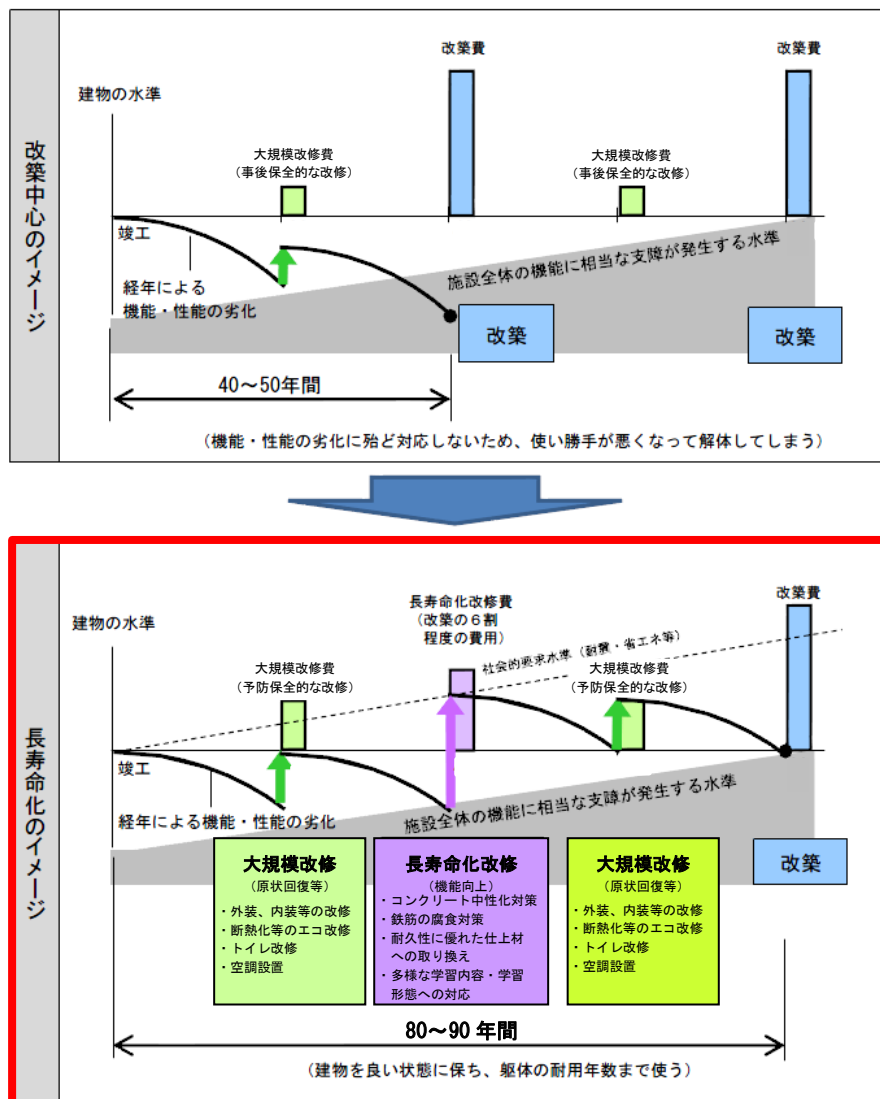 改築中心のイメージ
改築費
改築費
建物の水準
大規模改修費
(事後保全的な改修)
大規模改修費
(事後保全的な改修)
竣工
施設全体の機能に相当な支障が発生する水準
経年による
機能・性能の劣化
改築
改築
40~50年間
(機能・性能の劣化に殆ど対応しないため、使い勝手が悪くなって解体してしまう)
長寿命化のイメージ
改築費
長寿命化改修費
(改築の6割
程度の費用)
建物の水準
社会的要求水準(耐震・省エネ等)
大規模改修費
(予防保全的な改修)
大規模改修費
(予防保全的な改修)
竣工
施設全体の機能に相当な支障が発生する水準
経年による機能・性能の劣化
大規模改修
(原状回復等)
・外装、内装等の改修
・断熱化等のエコ改修
・トイレ改修
・空調設置
長寿命化改修
(機能向上)
・コンクリート中性化対策
・鉄筋の腐食対策
・耐久性に優れた仕上材
への取り換え
・多様な学習内容・学習
形態への対応
大規模改修
(原状回復等)
・外装、内装等の改修
・断熱化等のエコ改修
・トイレ改修
・空調設置
改築
80~90年間
(建物を良い状態に保ち、躯体の耐用年数まで使う)